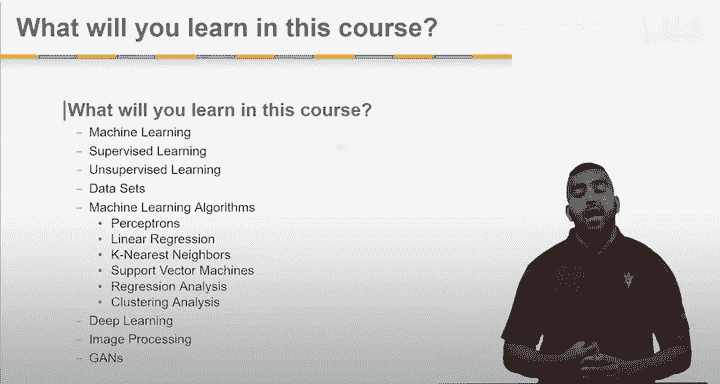 What will you learn in this course?
What will you learn in this course?
– Machine Learning
– Supervised Learning
– Unsupervised Learning
– Data Sets
– Machine Learning Algorithms
• Perceptrons
• Linear Regression
• K-Nearest Neighbors
• Support Vector Machines
• Regression Analysis
• Clustering Analysis
– Deep Learning
– Image Processing
– GANs